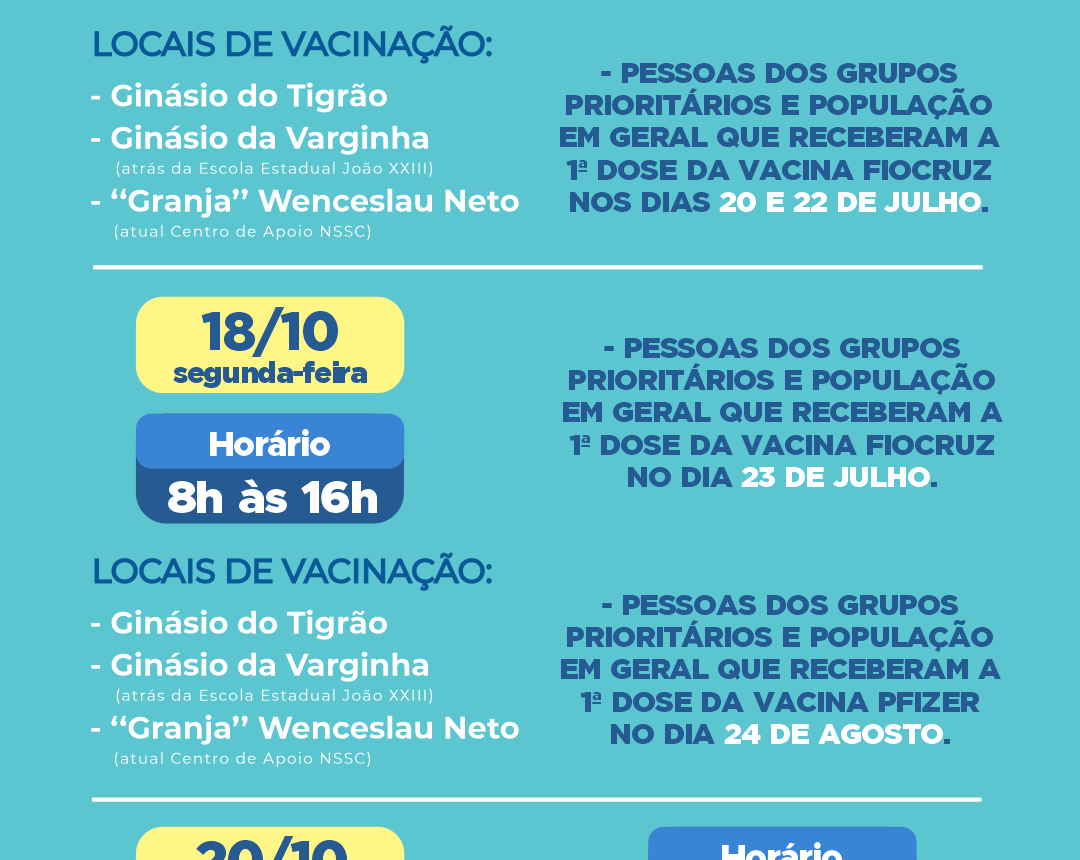 LOCAIS DE VACINAÇÃO:
- Ginásio do Tigrão
- Ginásio da Varginha
(atrás da Escola Estadual João XXIII)
- “Granja” Wenceslau Neto
(atual Centro de Apoio NSSC)
- PESSOAS DOS GRUPOS
PRIORITÁRIOS E POPULAÇÃO
EM GERAL QUE RECEBERAM A
1ª DOSE DA VACINA FIOCRUZ
NOS DIAS 20 E 22 DE JULHO.
18/10
segunda-feira
Horário
8h às 16h
LOCAIS DE VACINAÇÃO:
- Ginásio do Tigrão
- Ginásio da Varginha
(atrás da Escola Estadual João XXIII)
- “Granja” Wenceslau Neto
(atual Centro de Apoio NSSC)
- PESSOAS DOS GRUPOS
PRIORITÁRIOS E POPULAÇÃO
EM GERAL QUE RECEBERAM A
1ª DOSE DA VACINA FIOCRUZ
NO DIA 23 DE JULHO.
- PESSOAS DOS GRUPOS
PRIORITÁRIOS E POPULAÇÃO
EM GERAL QUE RECEBERAM A
1ª DOSE DA VACINA PFIZER
NO DIA 24 DE AGOSTO.
20/10
Horário